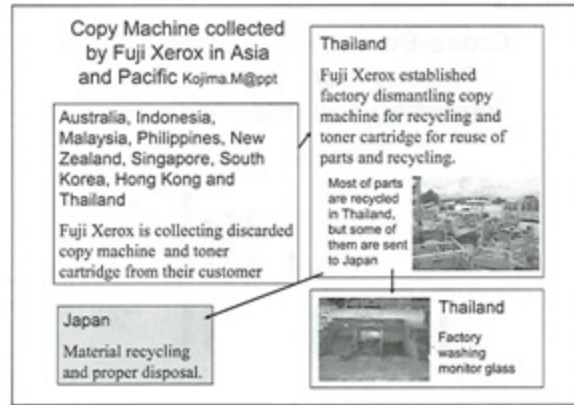 Copy Machine collected
by Fuji Xerox in Asia
and Pacific Kojima.M@ppt
Australia, Indonesia,
Malaysia, Philippines, New
Zealand, Singapore, South
Korea, Hong Kong and
Thailand
Fuji Xerox is collecting discarded
copy machine and toner
cartridge from their customer
Thailand
Fuji Xerox established
factory dismantling copy
machine for recycling and
toner cartridge for reuse of
parts and recycling.
Most of parts
are recycled
in Thailand,
but some of
them are sent
to Japan
Japan
Material recycling
and proper disposal.
Thailand
Factory
washing
monitor glass